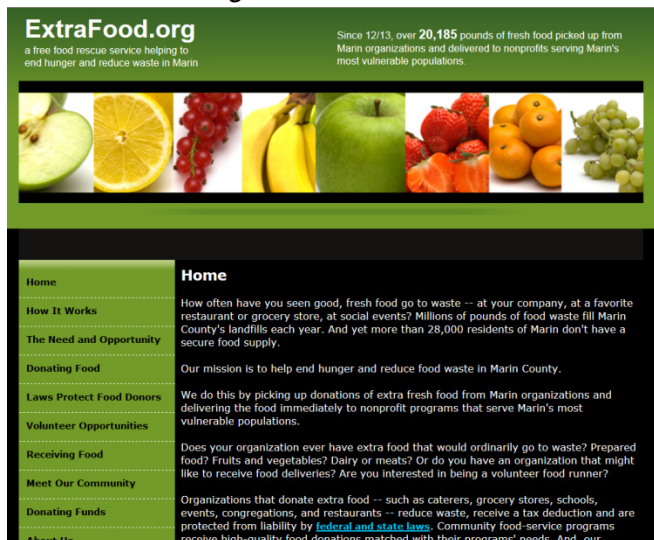 ExtraFood.org
a free food rescue service helping to
end hunger and reduce waste in Marin
Since 12/13, over 20,185 pounds of fresh food picked up from
Marin organizations and delivered to nonprofits serving Marin's
most vulnerable populations.
Home
How It Works
The Need and Opportunity
Donating Food
Laws Protect Food Donors
Volunteer Opportunities
Receiving Food
Meet Our Community
Donating Funds
About Us
Home
How often have you seen good, fresh food go to waste -- at your company, at a favorite
restaurant or grocery store, at social events? Millions of pounds of food waste fill Marin
County's landfills each year. And yet more than 28,000 residents of Marin don't have a
secure food supply.
Our mission is to help end hunger and reduce food waste in Marin County.
We do this by picking up donations of extra fresh food from Marin organizations and
delivering the food immediately to nonprofit programs that serve Marin's most
vulnerable populations.
Does your organization ever have extra food that would ordinarily go to waste? Prepared
food? Fruits and vegetables? Dairy or meats? Or do you have an organization that might
like to receive food deliveries? Are you interested in being a volunteer food runner?
Organizations that donate extra food -- such as caterers, grocery stores, schools,
events, congregations, and restaurants -- reduce waste, receive a tax deduction and are
protected from liability by federal and state laws. Community food-service programs
receive high-quality food donations matched with their programs' needs. And, our